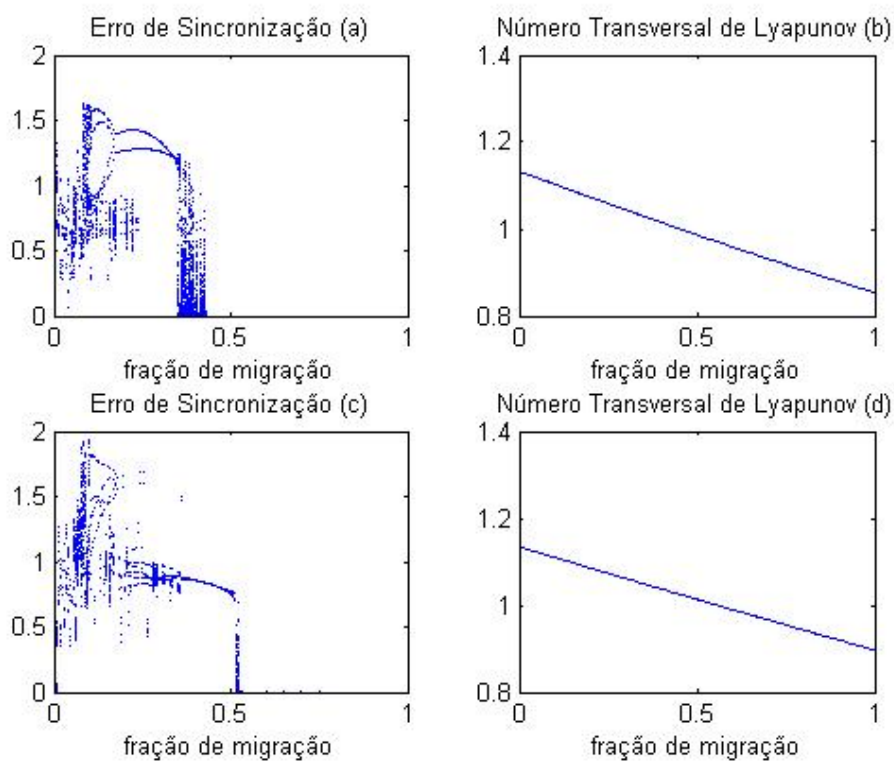 Erro de Sincronização (a)
2
1.5
1
0.5
0
0 0.5 1
fração de migração
Número Transversal de Lyapunov (b)
1.4
1.2
1
0.8
0 0.5 1
fração de migração
Erro de Sincronização (c)
2
1.5
1
0.5
0
0 0.5 1
fração de migração
Número Transversal de Lyapunov (d)
1.4
1.2
1
0.8
0 0.5 1
fração de migração